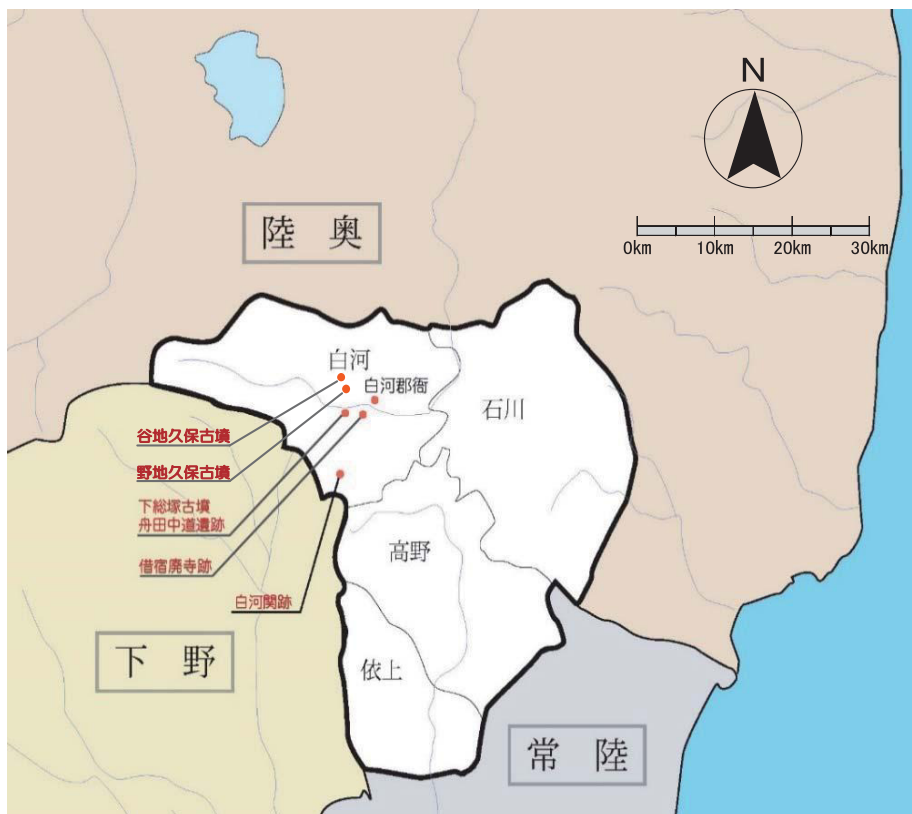 N
0km 10km 20km 30km
陸 奥
白河
白河郡衙
石川
谷地久保古墳
野地久保古墳
下総塚古墳
舟田中道遺跡
借宿廃寺跡
白河関跡
高野
依上
下 野
常 陸